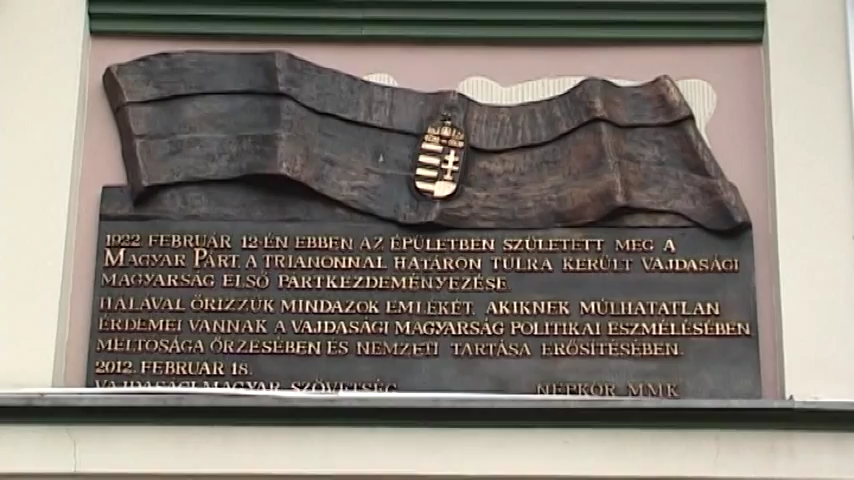 1922 FEBRUÁR 12-ÉN EBBEN AZ ÉPÜLETBEN SZÜLETETT MEG A
MAGYAR PÁRT, A TRIANONNAL HATÁRON TÚLRA KERÜLT VAJDASÁGI
MAGYARSÁG ELSŐ PÁRTKEZDEMÉNYEZÉSE.
HÁLÁVAL ŐRIZZÜK MINDAZOK EMLÉKÉT, AKIKNEK MÚLHATATLAN
ÉRDEMEI VANNAK A VAJDASÁGI MAGYARSÁG POLITIKAI ESZMÉLÉSÉBEN
MÉLTÓSÁGA ŐRZÉSÉBEN ÉS NEMZETI TARTÁSA ERŐSÍTÉSÉBEN.
2012. FEBRUÁR 18.
VAJDASÁGI MAGYAR SZÖVETSÉG NÉPKÖR MMK